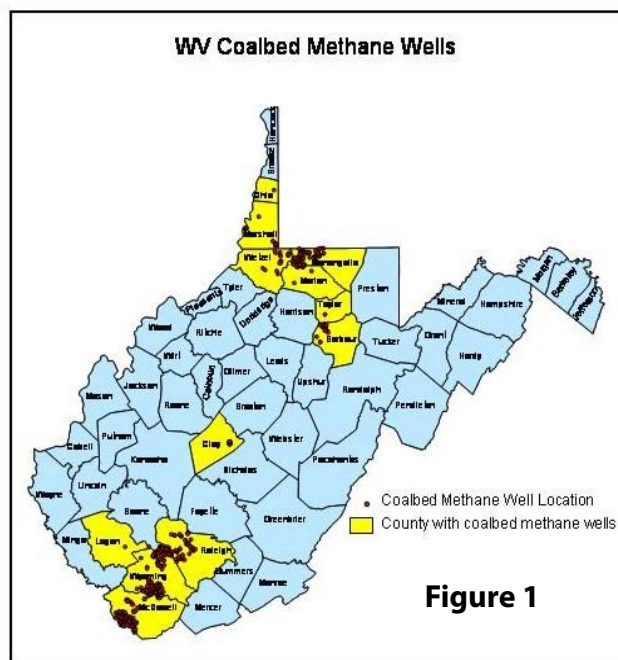 WV Coalbed Methane Wells
Hancock
Brooke
Ohio
Marshall
Wetzel
Monongalia
Marion
Preston
Taylor
Tyler
Pleasants
Doddridge
Harrison
Barbour
Wood
Ritchie
Wirt
Lewis
Tucker
Mineral
Hampshire
Morgan
Berkeley
Jefferson
Grant
Hardy
Gilmer
Calhoun
Upshur
Randolph
Pendleton
Jackson
Roane
Braxton
Mason
Putnam
Cabell
Clay
Webster
Kanawha
Nicholas
Pocahontas
Wayne
Lincoln
Boone
Fayette
Greenbrier
Mingo
Logan
Raleigh
Wyoming
Summers
Monroe
McDowell
Mercer
Coalbed Methane Well Location
County with coalbed methane wells
Figure 1